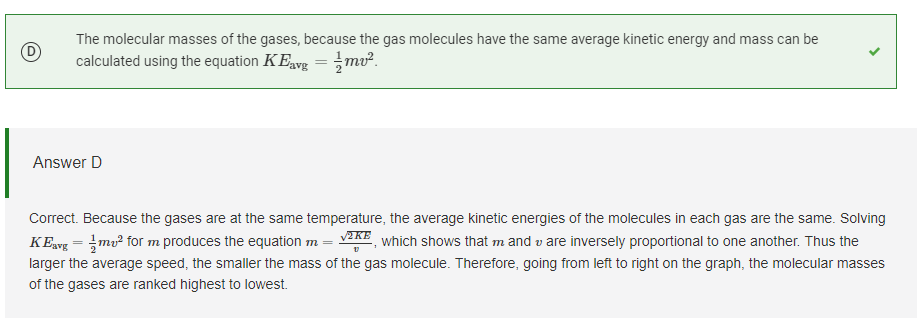 D
The molecular masses of the gases, because the gas molecules have the same average kinetic energy and mass can be
calculated using the equation KE_avg = ½mv².
Answer D
Correct. Because the gases are at the same temperature, the average kinetic energies of the molecules in each gas are the same. Solving
KE_avg = ½mv² for m produces the equation m = √2KE/v, which shows that m and v are inversely proportional to one another. Thus the
larger the average speed, the smaller the mass of the gas molecule. Therefore, going from left to right on the graph, the molecular masses
of the gases are ranked highest to lowest.